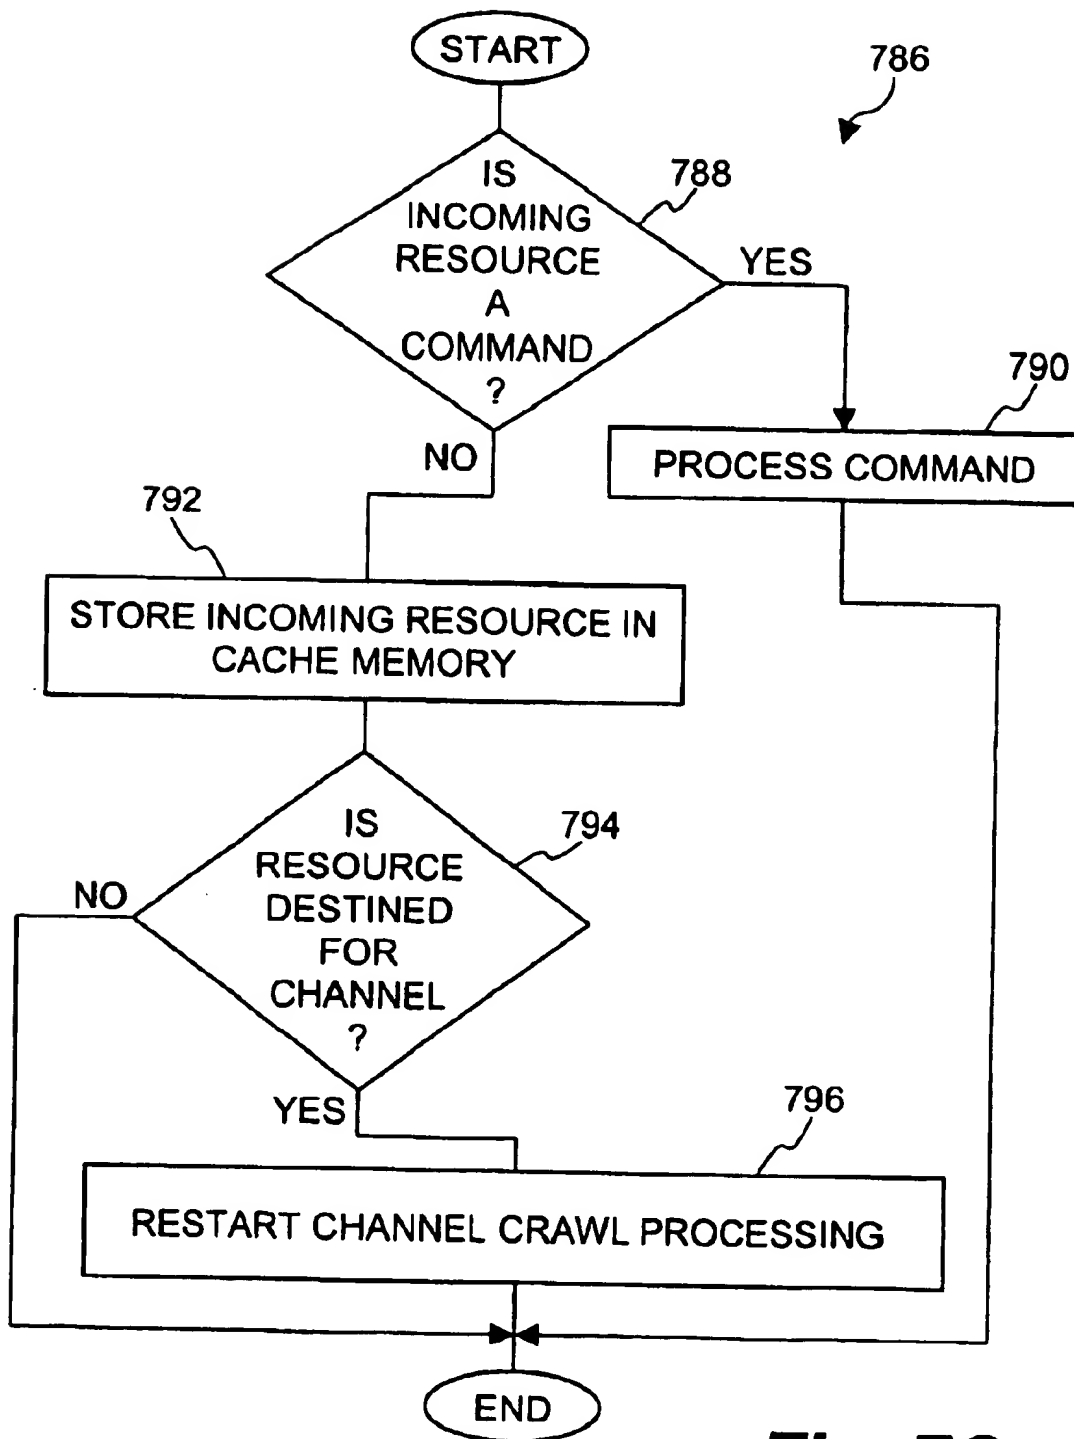 START
786
IS
INCOMING
RESOURCE
A
COMMAND
?
788
YES
790
NO
PROCESS COMMAND
792
STORE INCOMING RESOURCE IN
CACHE MEMORY
IS
RESOURCE
DESTINED
FOR
CHANNEL
?
794
NO
YES
796
RESTART CHANNEL CRAWL PROCESSING
END